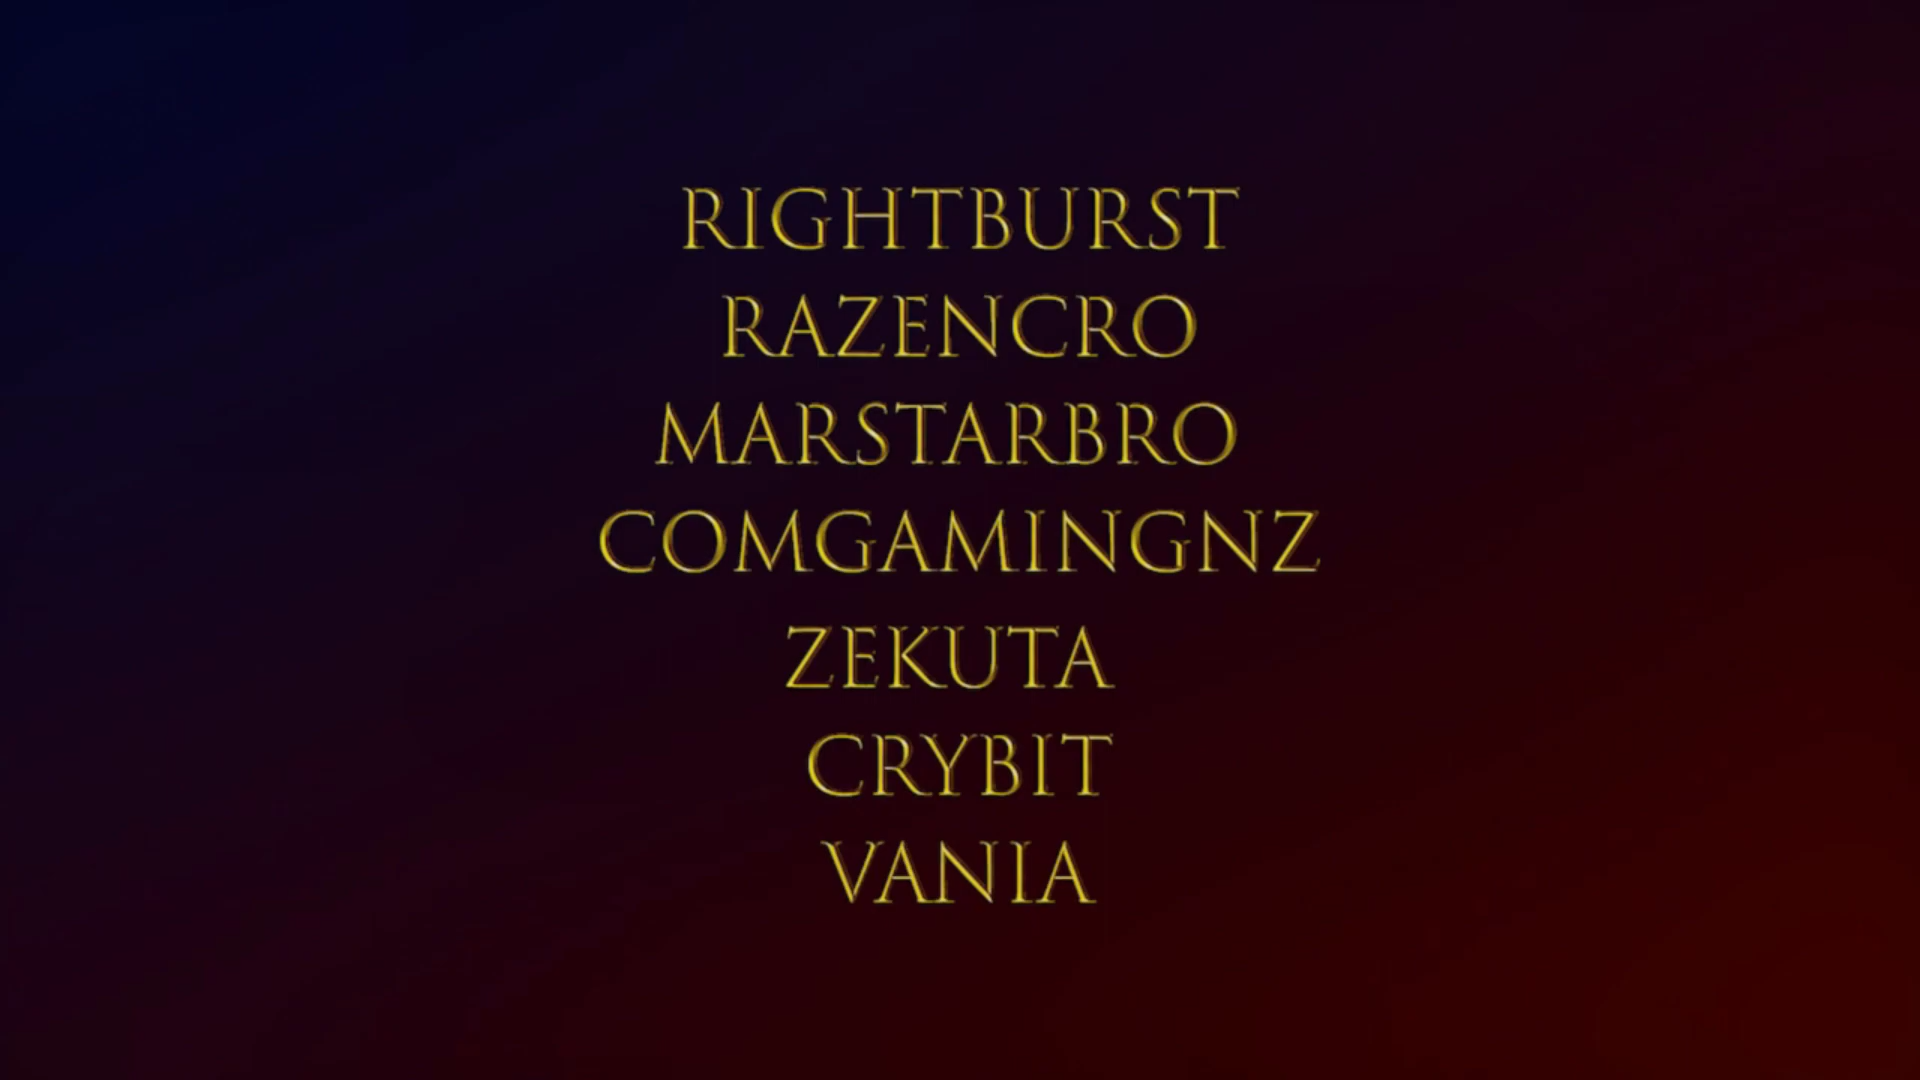 RIGHTBURST
RAZENCRO
MARSTARBRO
COMGAMINGNZ
ZEKUTA
CRYBIT
VANIA